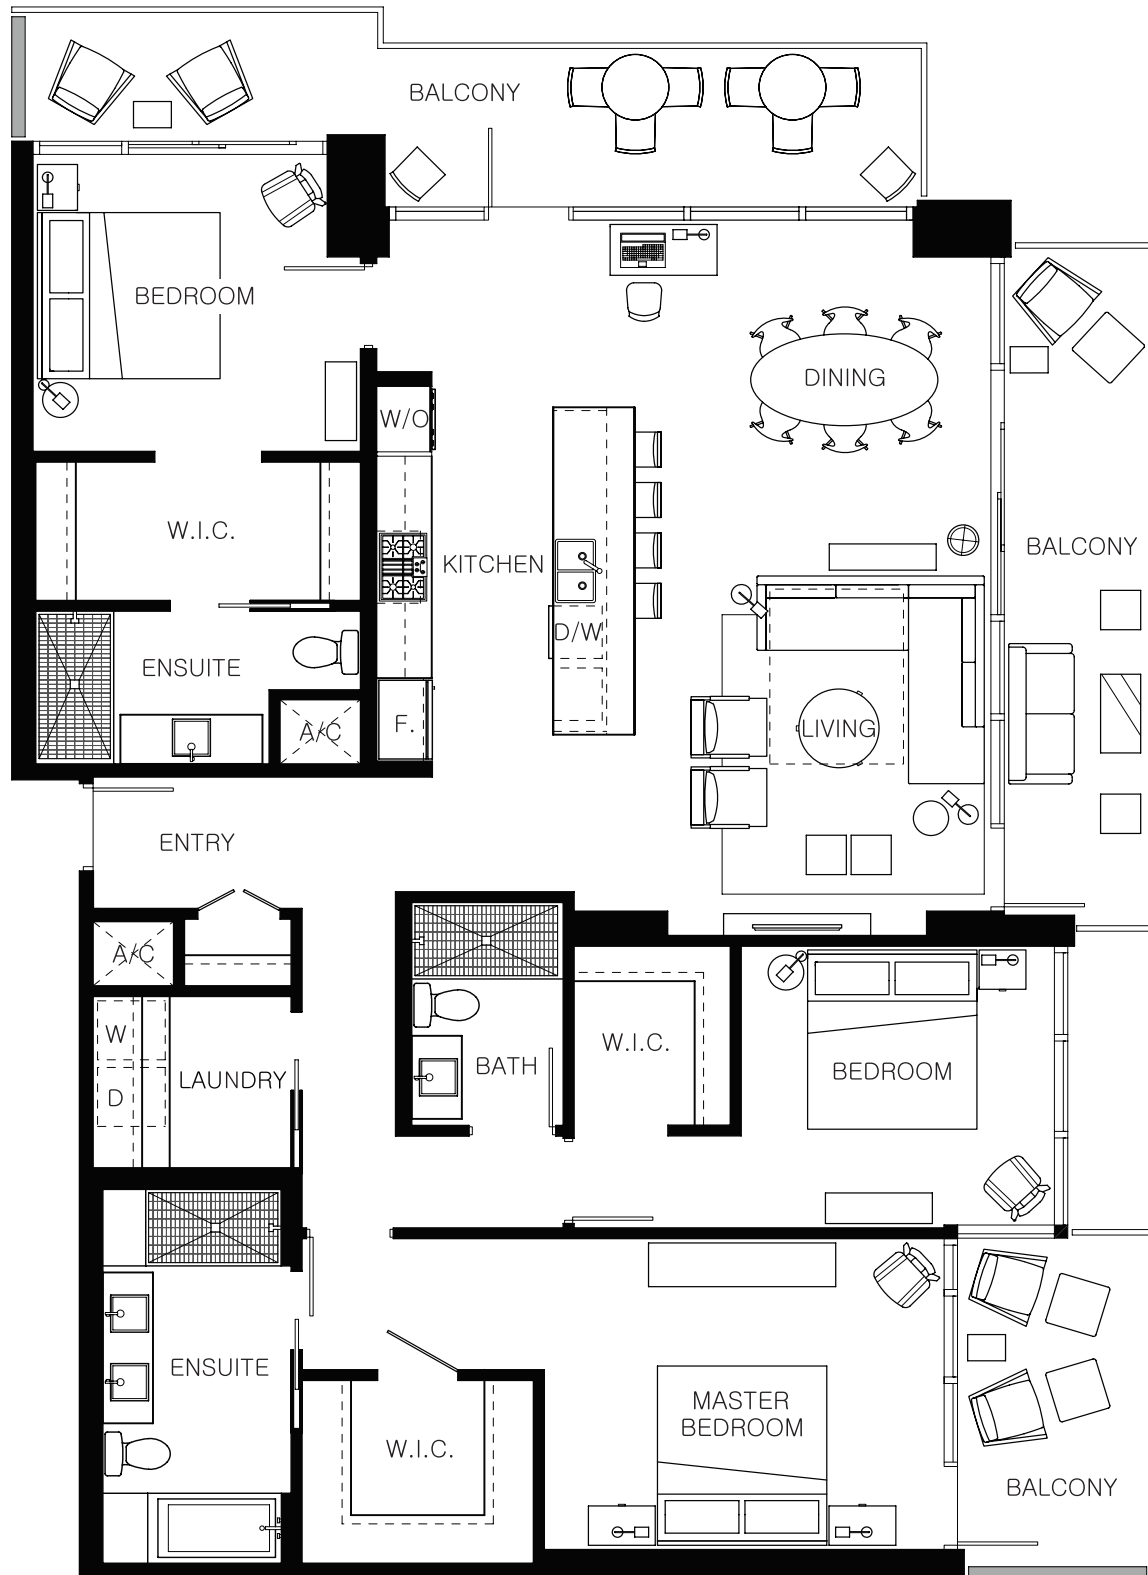 BALCONY
BEDROOM
DINING
W/O
W.I.C.
KITCHEN
BALCONY
D/W
ENSUITE
A/C
F.
LIVING
ENTRY
A/C
W
LAUNDRY
D
BATH
W.I.C.
BEDROOM
ENSUITE
W.I.C.
MASTER
BEDROOM
BALCONY